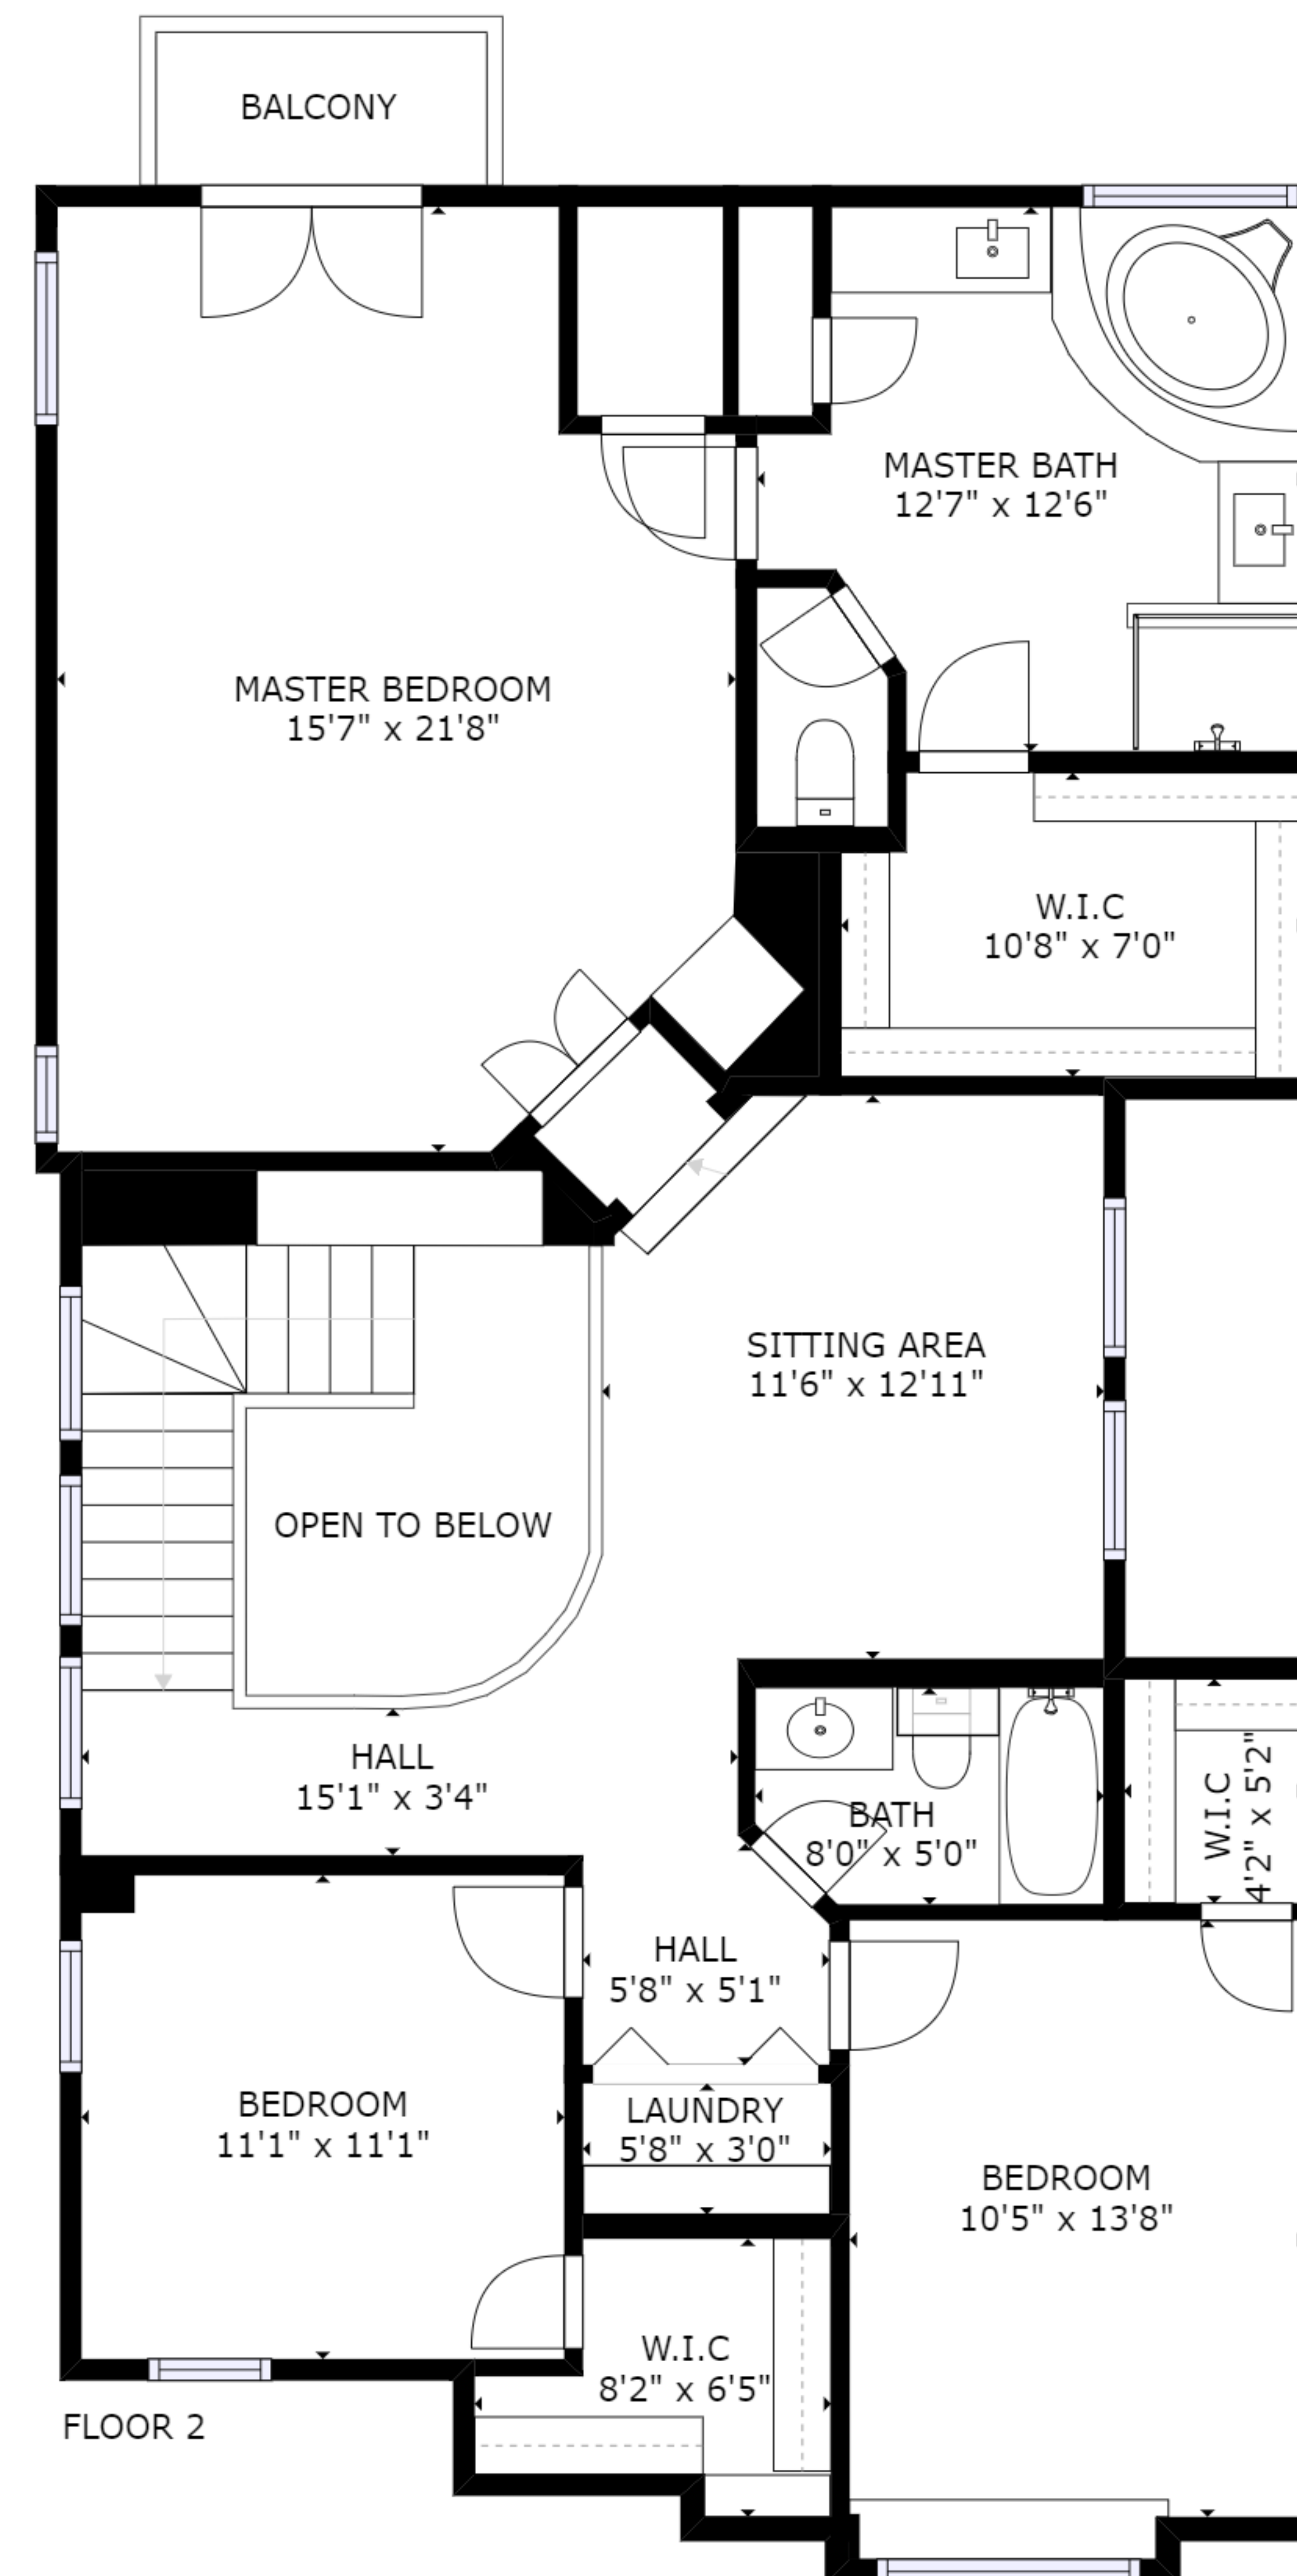 BALCONY
MASTER BATH
12'7" x 12'6"
MASTER BEDROOM
15'7" x 21'8"
W.I.C
10'8" x 7'0"
SITTING AREA
11'6" x 12'11"
OPEN TO BELOW
HALL
15'1" x 3'4"
BATH
8'0" x 5'0"
W.I.C
4'2" x 5'2"
HALL
5'8" x 5'1"
BEDROOM
11'1" x 11'1"
LAUNDRY
5'8" x 3'0"
BEDROOM
10'5" x 13'8"
W.I.C
8'2" x 6'5"
FLOOR 2